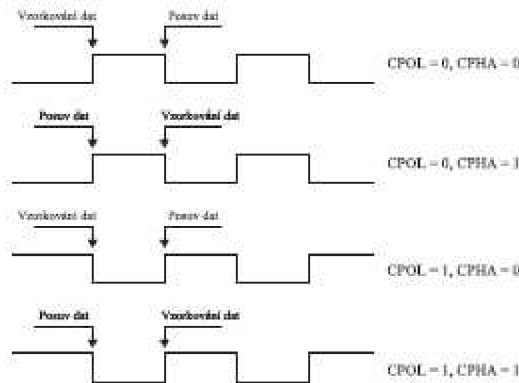 Vzorkování dat Posuv dat
CPOL = 0, CPHA = 0
Posuv dat Vzorkování dat
CPOL = 0, CPHA = 1
Vzorkování dat Posuv dat
CPOL = 1, CPHA = 0
Posuv dat Vzorkování dat
CPOL = 1, CPHA = 1